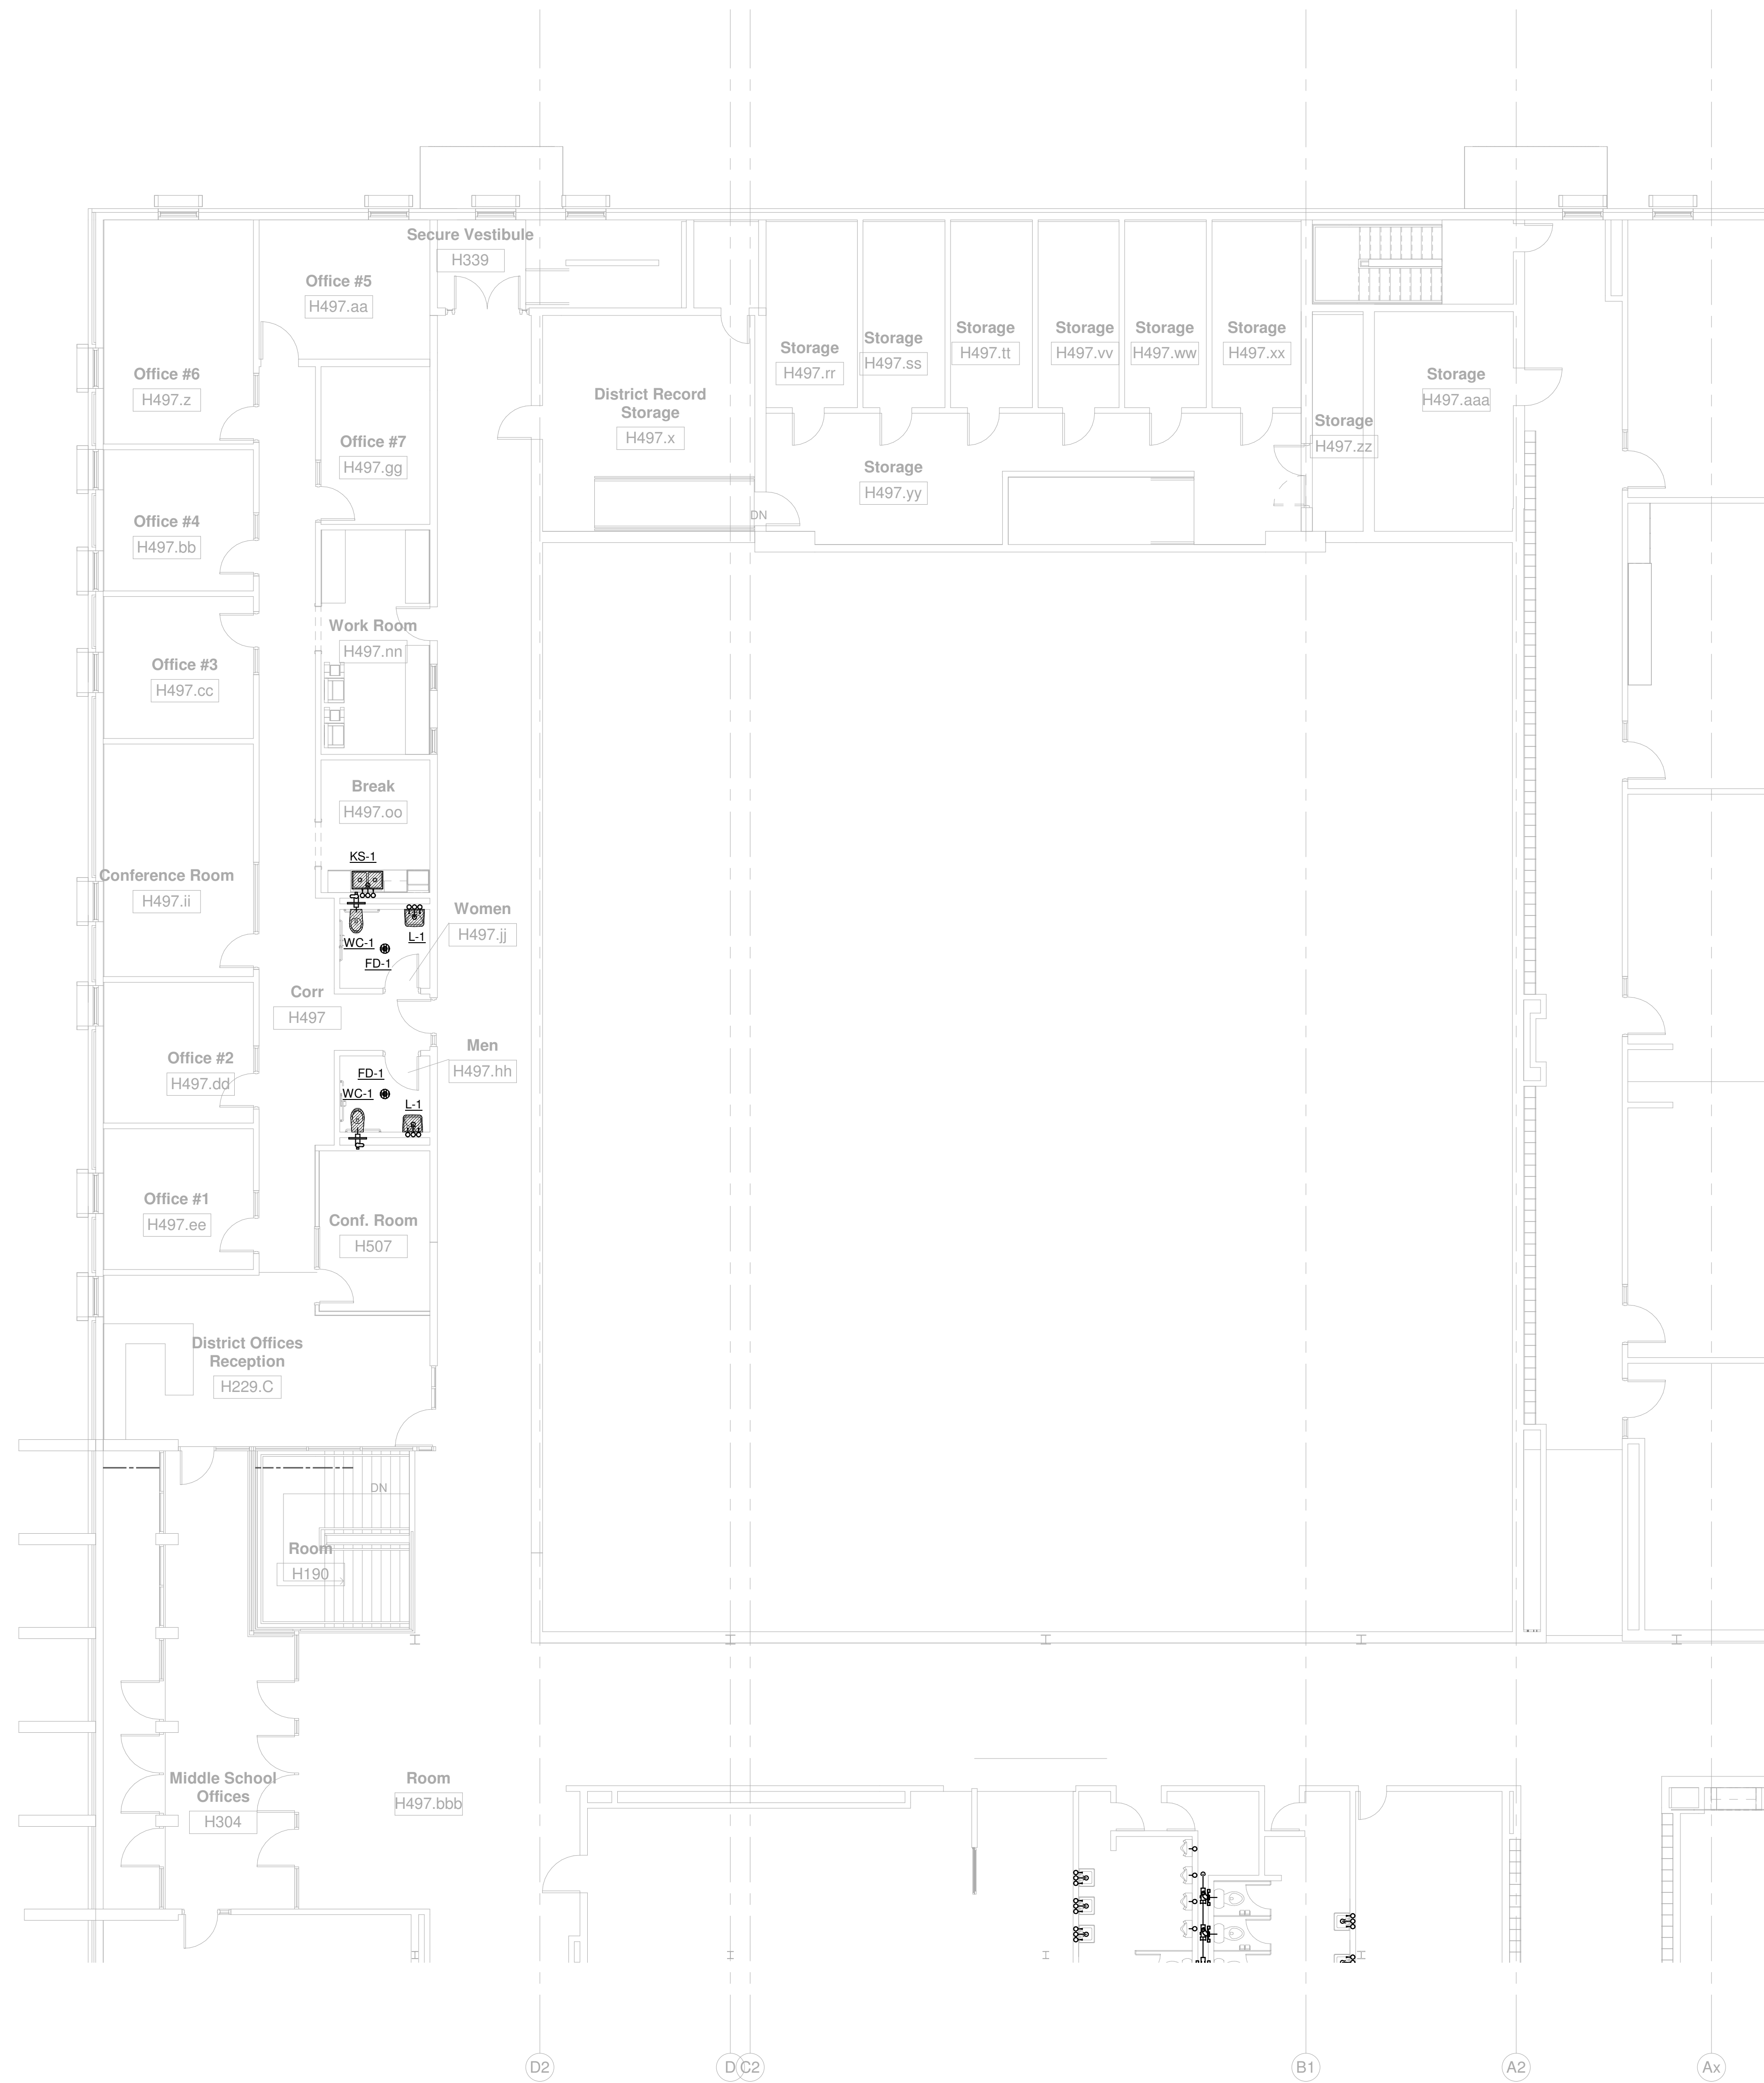 Secure Vestibule
H339
Office #5
H497.aa
Office #6
H497.z
Office #7
H497.gg
District Record
Storage
H497.x
Storage
H497.rr
Storage
H497.ss
Storage
H497.tt
Storage
H497.vv
Storage
H497.ww
Storage
H497.xx
Storage
H497.zz
Storage
H497.aaa
Storage
H497.yy
DN
Office #4
H497.bb
Work Room
H497.nn
Office #3
H497.cc
Break
H497.oo
KS-1
Conference Room
H497.ii
Women
H497.jj
WC-1
L-1
FD-1
Corr
H497
Men
H497.hh
FD-1
WC-1
L-1
Office #2
H497.dd
Office #1
H497.ee
Conf. Room
H507
District Offices
Reception
H229.C
DN
Room
H190
Middle School
Offices
H304
Room
H497.bbb
D2
D
C2
B1
A2
Ax